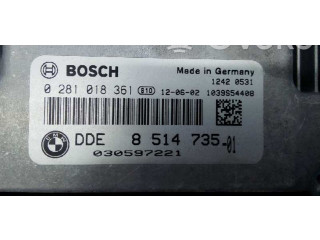 BOSCH
Made in Germany
1242 0531
0 281 018 361 B10 12-06-02 1039S54408
DDE 8 514 735-01
030597221